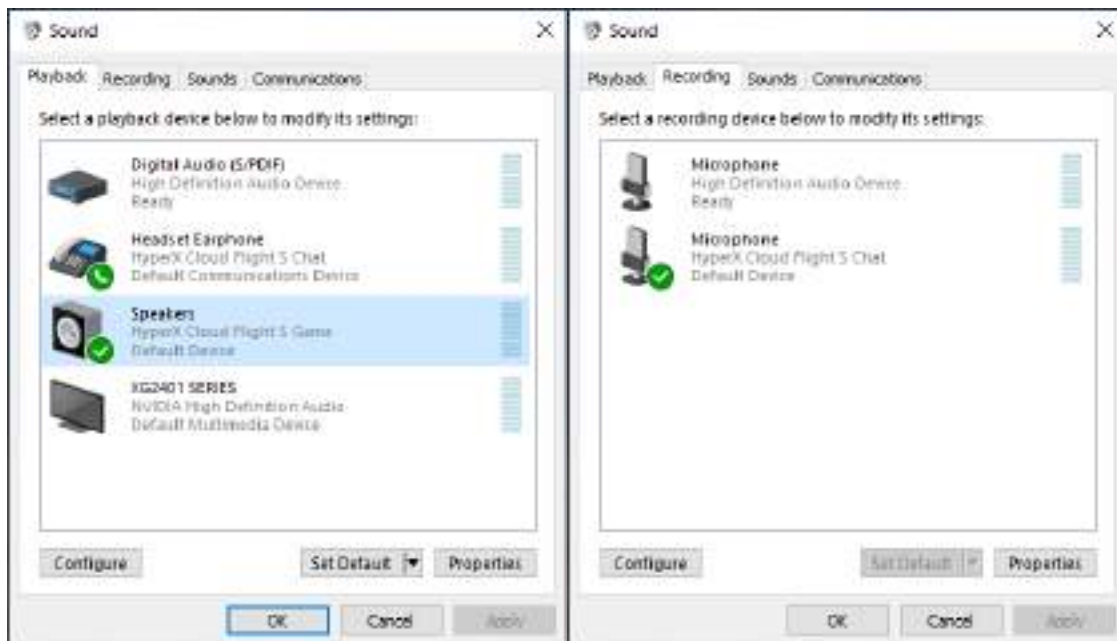 Sound
Playback Recording Sounds Communications
Select a playback device below to modify its settings:
Digital Audio (S/PDIF)
High Definition Audio Device
Ready
Headset Earphone
HyperX Cloud Flight S Chat
Default Communications Device
Speakers
HyperX Cloud Flight S Game
Default Device
XG2401 SERIES
NVIDIA High Definition Audio
Default Multimedia Device
Configure Set Default Properties
OK Cancel Apply
Sound
Playback Recording Sounds Communications
Select a recording device below to modify its settings:
Microphone
High Definition Audio Device
Ready
Microphone
HyperX Cloud Flight S Chat
Default Device
Configure Set Default Properties
OK Cancel Apply